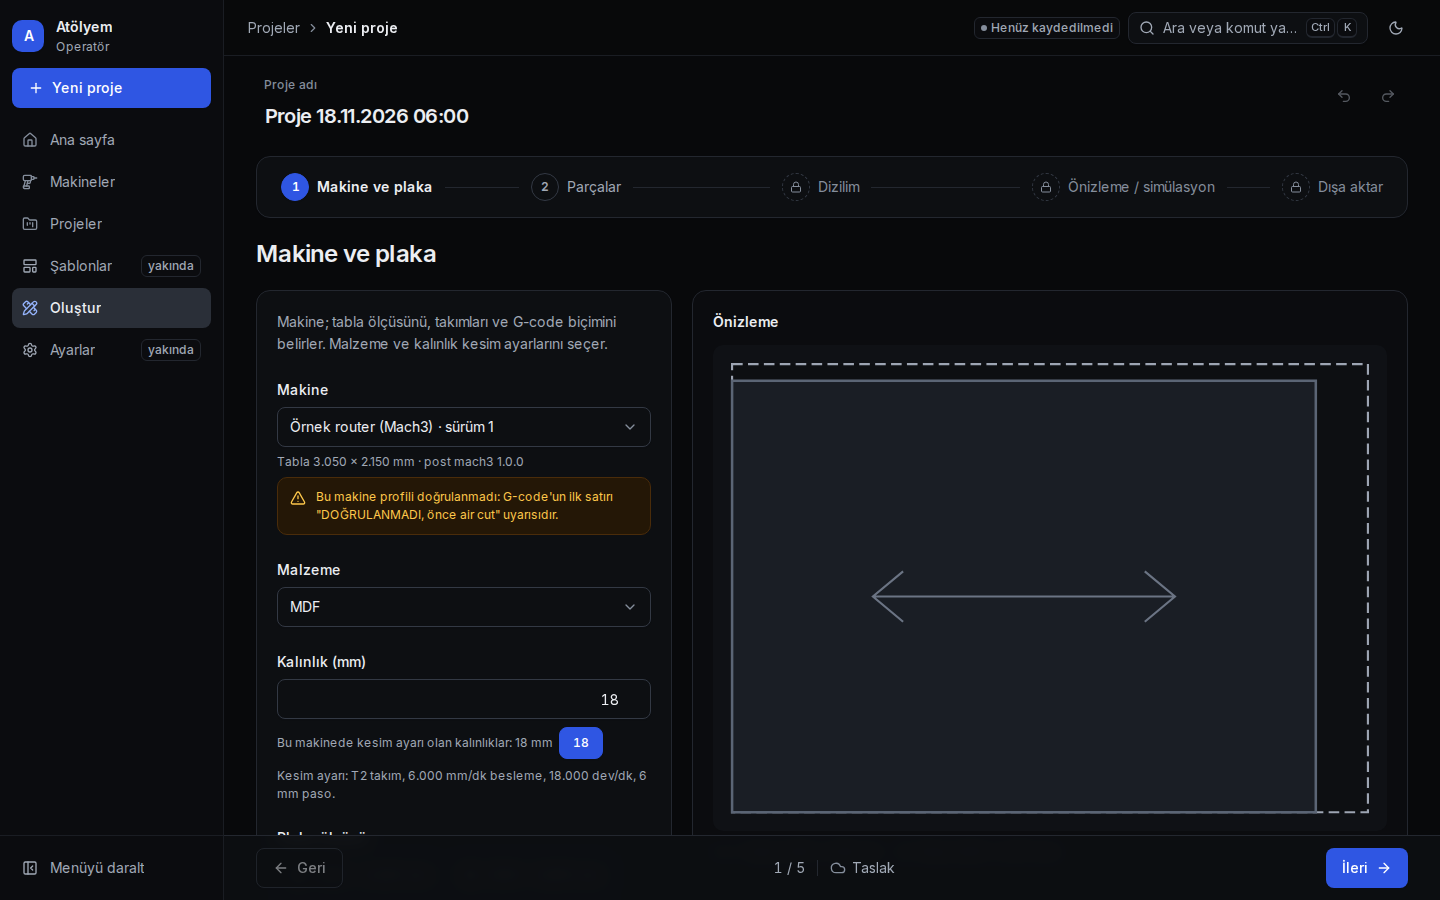 A
Atölyem
Operatör
Yeni proje
Ana sayfa
Makineler
Projeler
Şablonlar
yakında
Oluştur
Ayarlar
yakında
Menüyü daralt
Projeler
Yeni proje
Henüz kaydedilmedi
Ara veya komut ya…
Ctrl
K
Proje adı
Proje 18.11.2026 06:00
1
Makine ve plaka
2
Parçalar
Dizilim
Önizleme / simülasyon
Dışa aktar
Makine ve plaka
Makine; tabla ölçüsünü, takımları ve G-code biçimini
belirler. Malzeme ve kalınlık kesim ayarlarını seçer.
Makine
Örnek router (Mach3) · sürüm 1
Tabla 3.050 × 2.150 mm · post mach3 1.0.0
Bu makine profili doğrulanmadı: G-code'un ilk satırı
"DOĞRULANMADI, önce air cut" uyarısıdır.
Malzeme
MDF
Kalınlık (mm)
18
Bu makinede kesim ayarı olan kalınlıklar: 18 mm
18
Kesim ayarı: T2 takım, 6.000 mm/dk besleme, 18.000 dev/dk, 6
mm paso.
Önizleme
Geri
1 / 5
Taslak
İleri